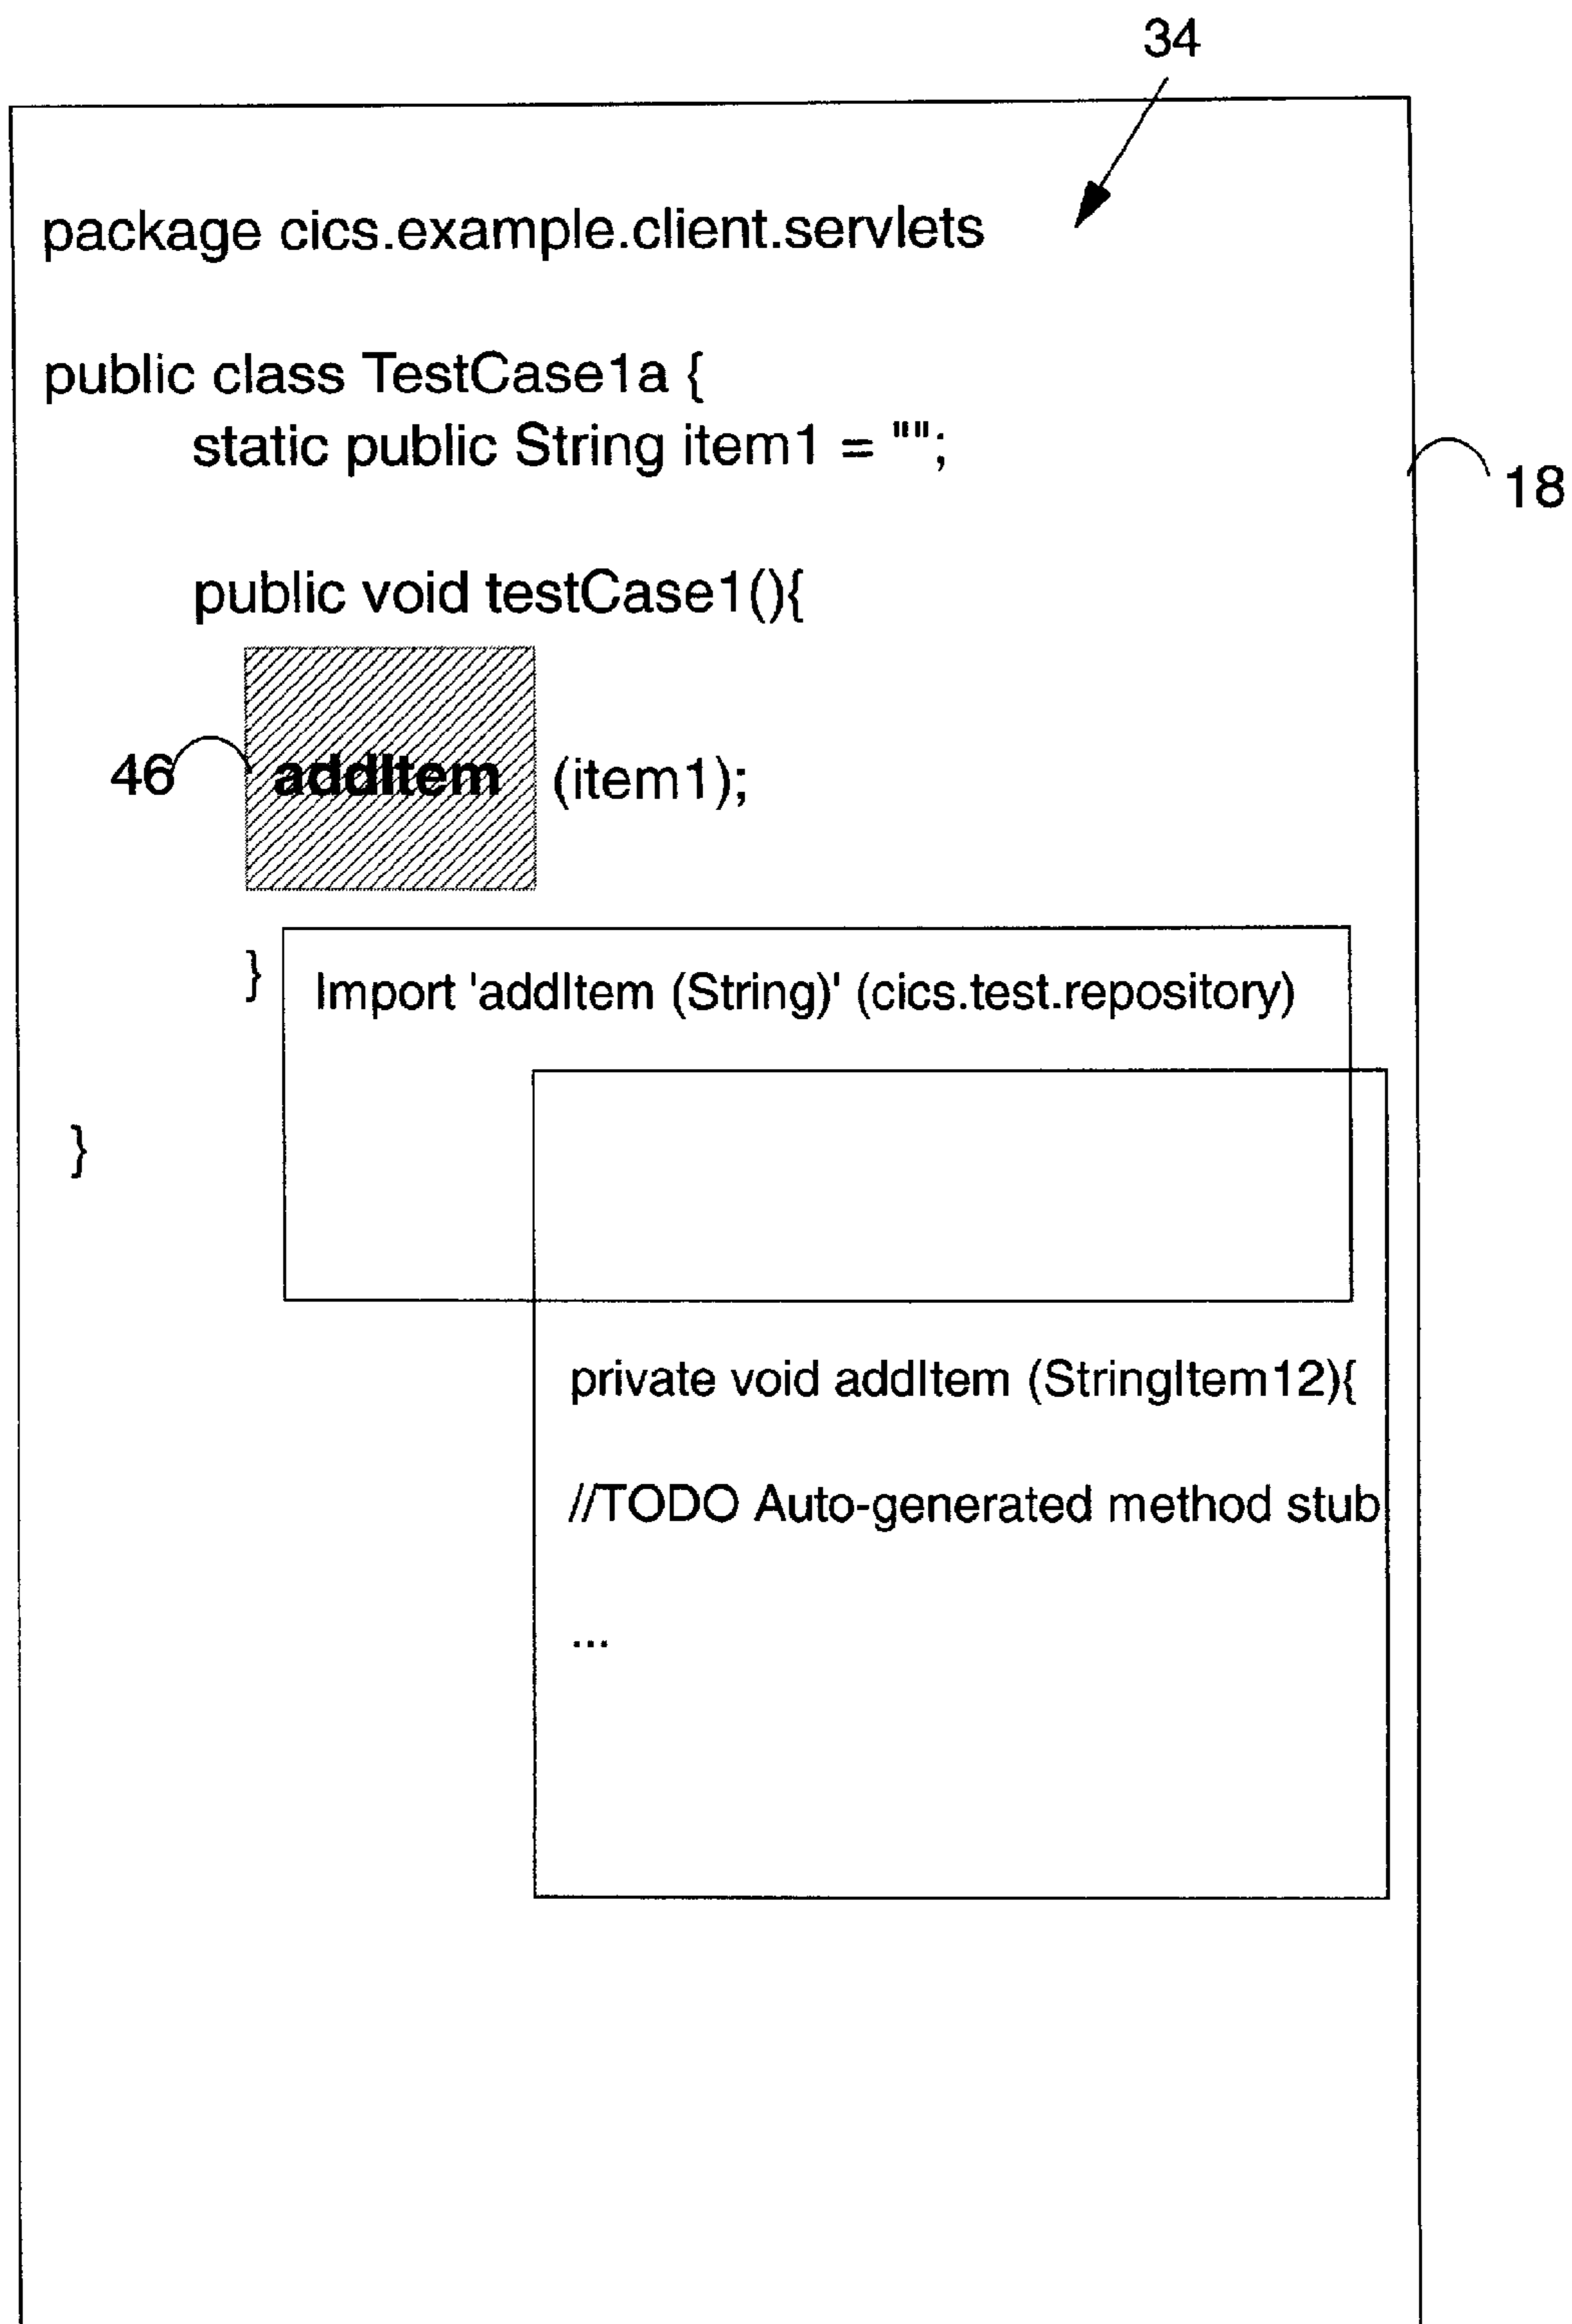 34
package cics.example.client.servlets
public class TestCase1a {
static public String item1 = "";
18
public void testCase1(){
46 addItem (item1);
}
Import 'addItem (String)' (cics.test.repository)
}
private void addItem (StringItem12){
//TODO Auto-generated method stub
...